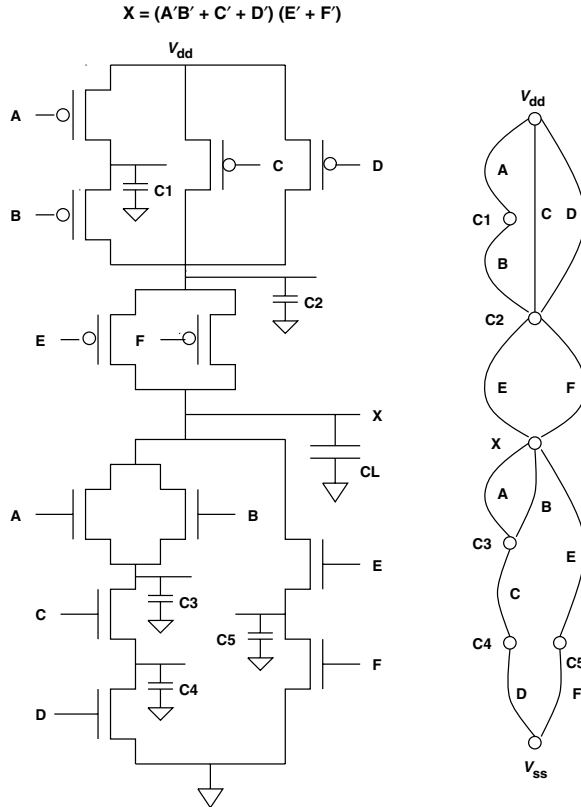 X = (A′B′ + C′ + D′) (E′ + F′)
Vdd
A
C1
C
D
B
C2
E
F
X
CL
A
B
C3
E
C
C5
C4
F
D
Vdd
A
C1
C
D
B
C2
E
F
X
A
B
C3
E
C
C4
C5
D
F
Vss